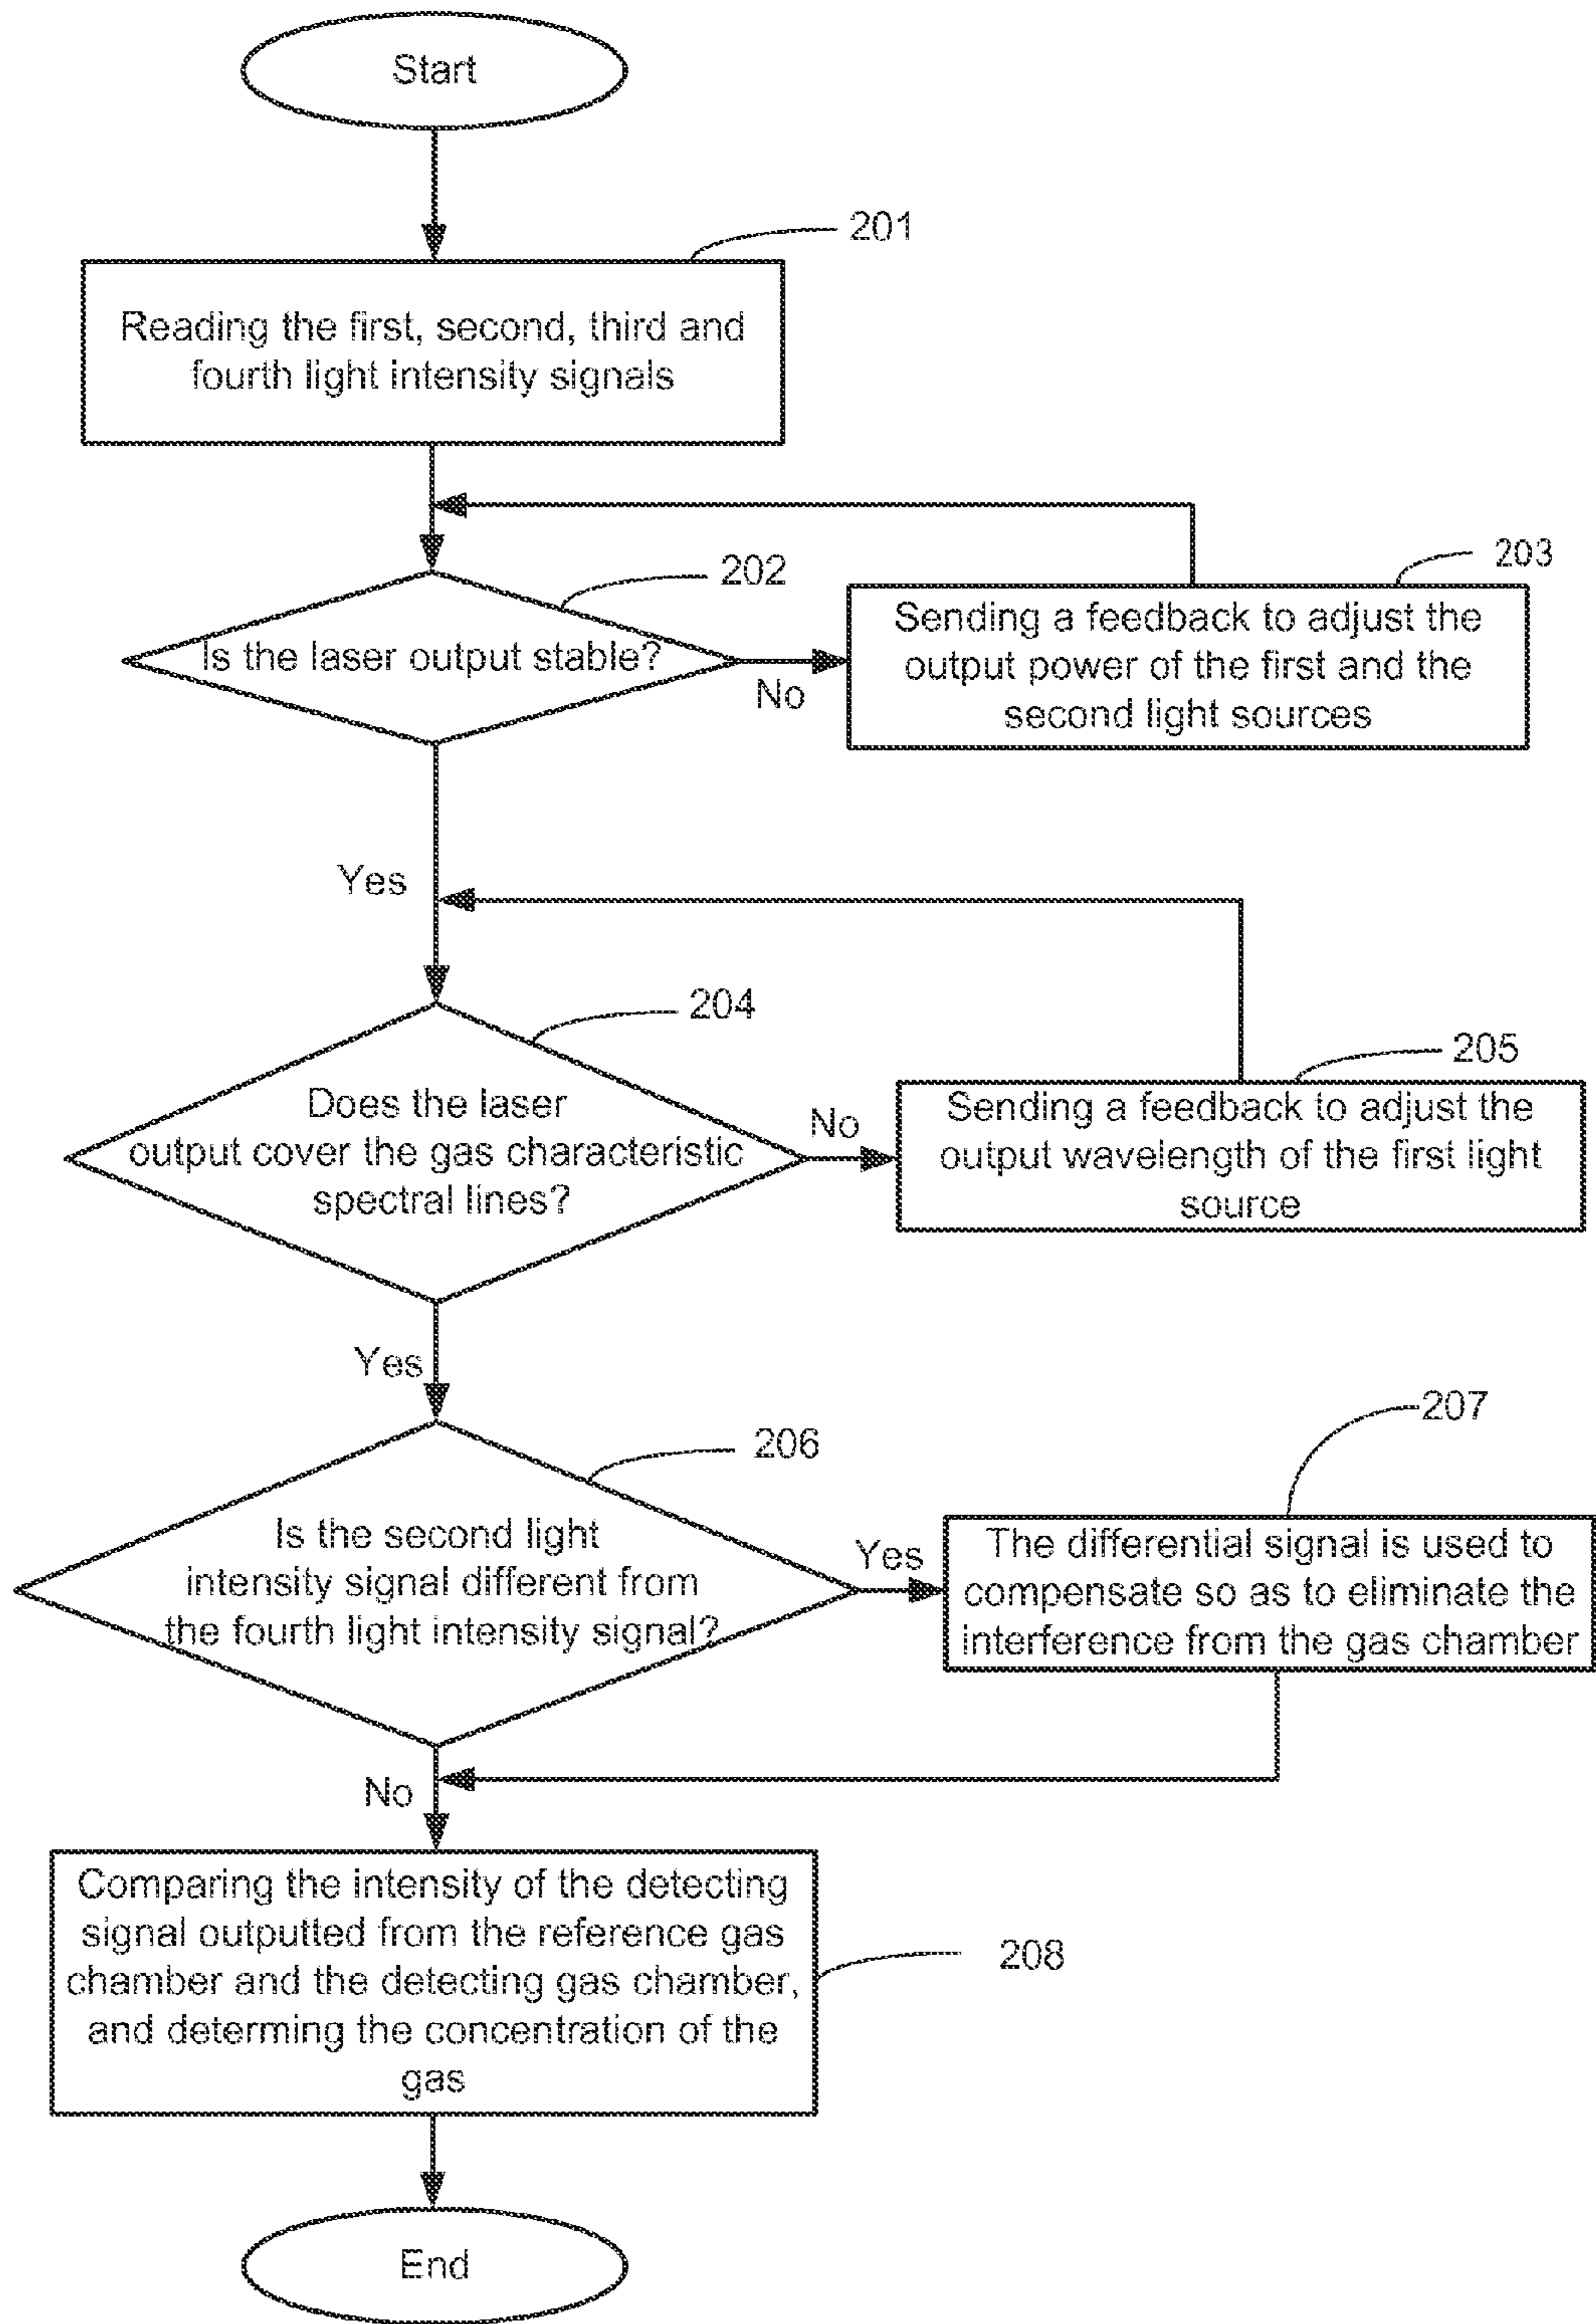 Start
201
Reading the first, second, third and
fourth light intensity signals
202
Is the laser output stable?
No
203
Sending a feedback to adjust the
output power of the first and the
second light sources
Yes
204
Does the laser
output cover the gas characteristic
spectral lines?
No
205
Sending a feedback to adjust the
output wavelength of the first light
source
Yes
206
Is the second light
intensity signal different from
the fourth light intensity signal?
Yes
207
The differential signal is used to
compensate so as to eliminate the
interference from the gas chamber
No
Comparing the intensity of the detecting
signal outputted from the reference gas
chamber and the detecting gas chamber,
and determing the concentration of the
gas
208
End